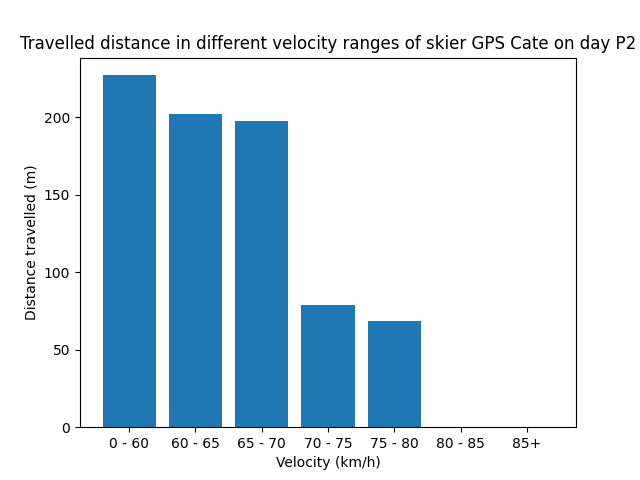 Travelled distance in different velocity ranges of skier GPS Cate on day P2
Distance travelled (m)
200
150
100
50
0
0 - 60
60 - 65
65 - 70
70 - 75
75 - 80
80 - 85
85+
Velocity (km/h)